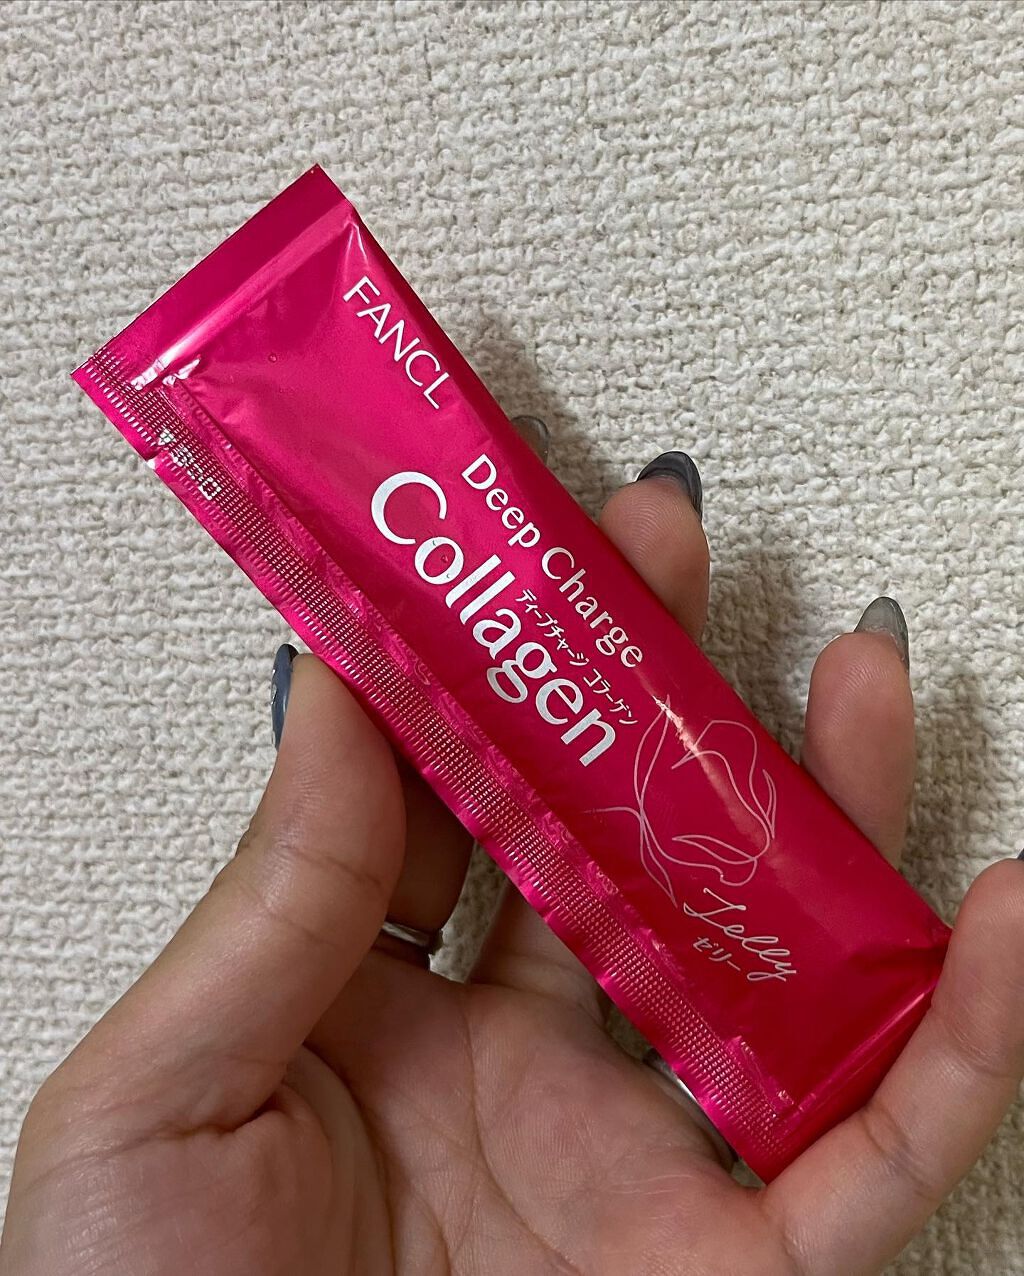 FANCL
Deep Charge
Collagen
ディープチャージ コラーゲン
Jelly
ゼリー